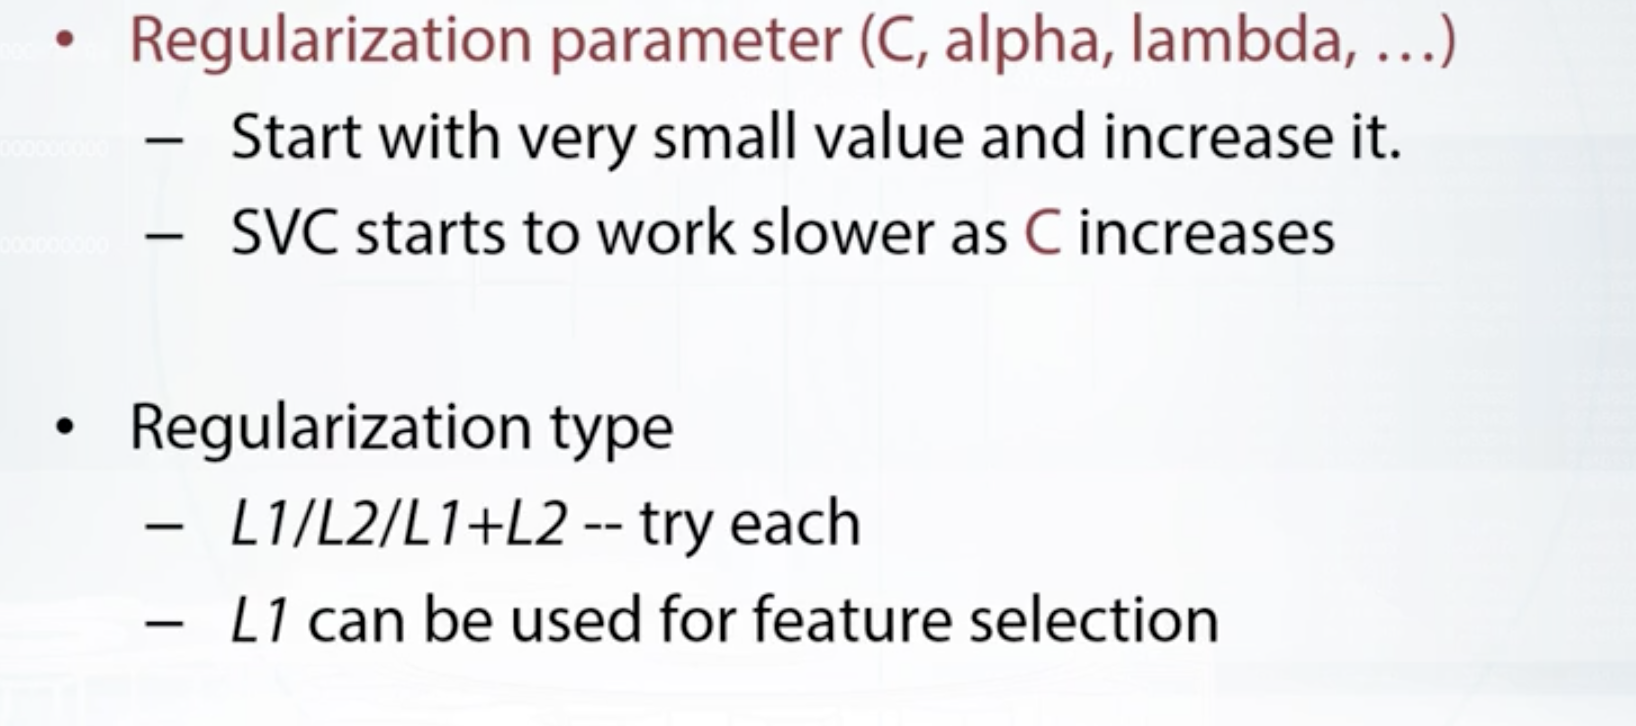 • Regularization parameter (C, alpha, lambda, …)
– Start with very small value and increase it.
– SVC starts to work slower as C increases
• Regularization type
– L1/L2/L1+L2 -- try each
– L1 can be used for feature selection